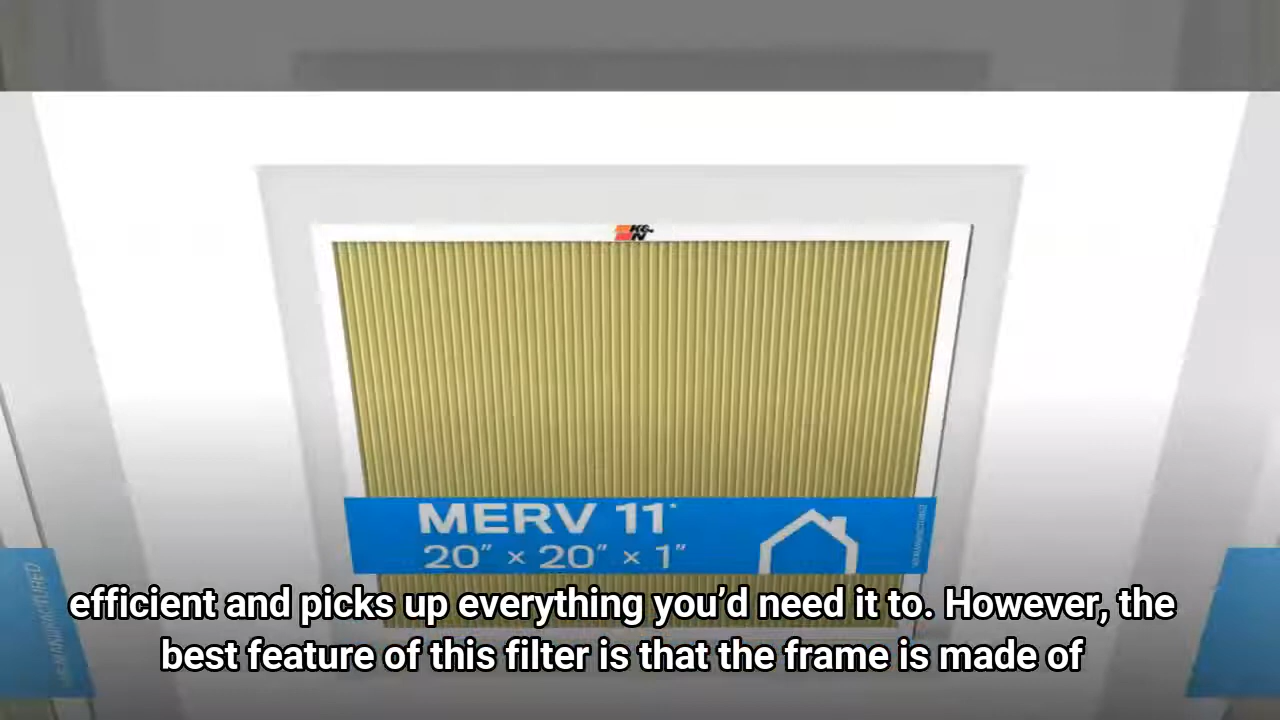 K&N
MERV 11*
20” × 20” × 1”
efficient and picks up everything you’d need it to. However, the
best feature of this filter is that the frame is made of